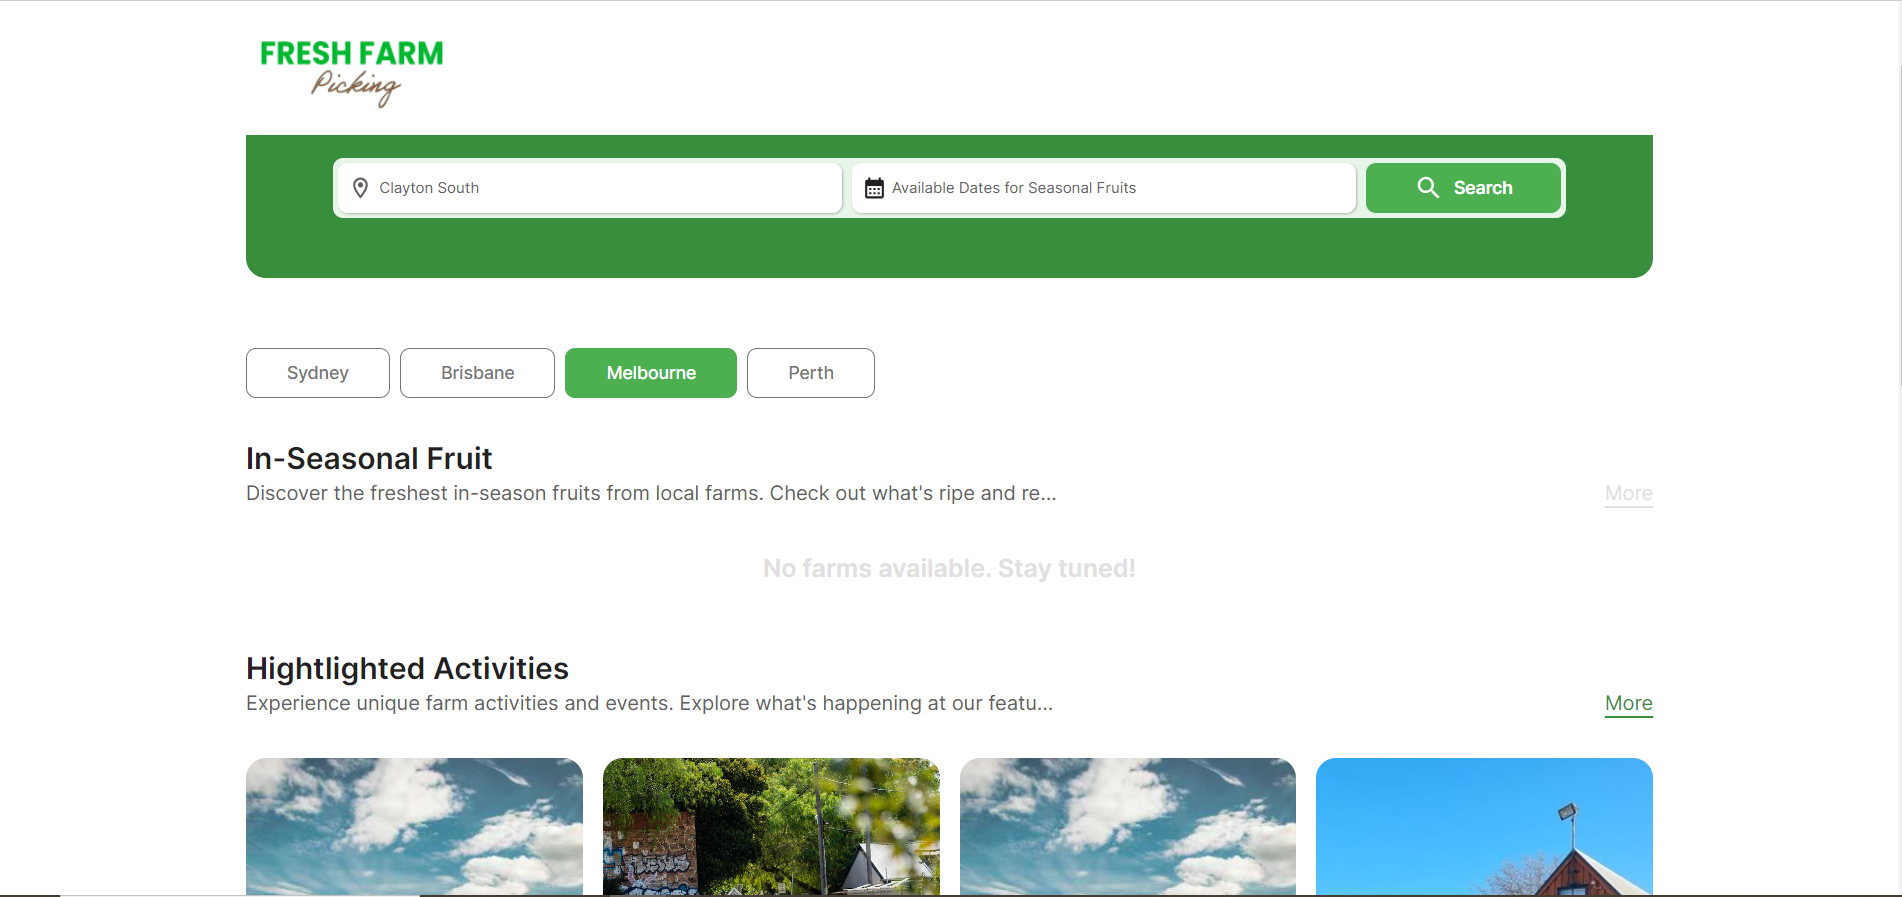 FRESH FARM
Picking
Clayton South
Available Dates for Seasonal Fruits
Search
Sydney
Brisbane
Melbourne
Perth
In-Seasonal Fruit
Discover the freshest in-season fruits from local farms. Check out what's ripe and re...
More
No farms available. Stay tuned!
Hightlighted Activities
Experience unique farm activities and events. Explore what's happening at our featu...
More